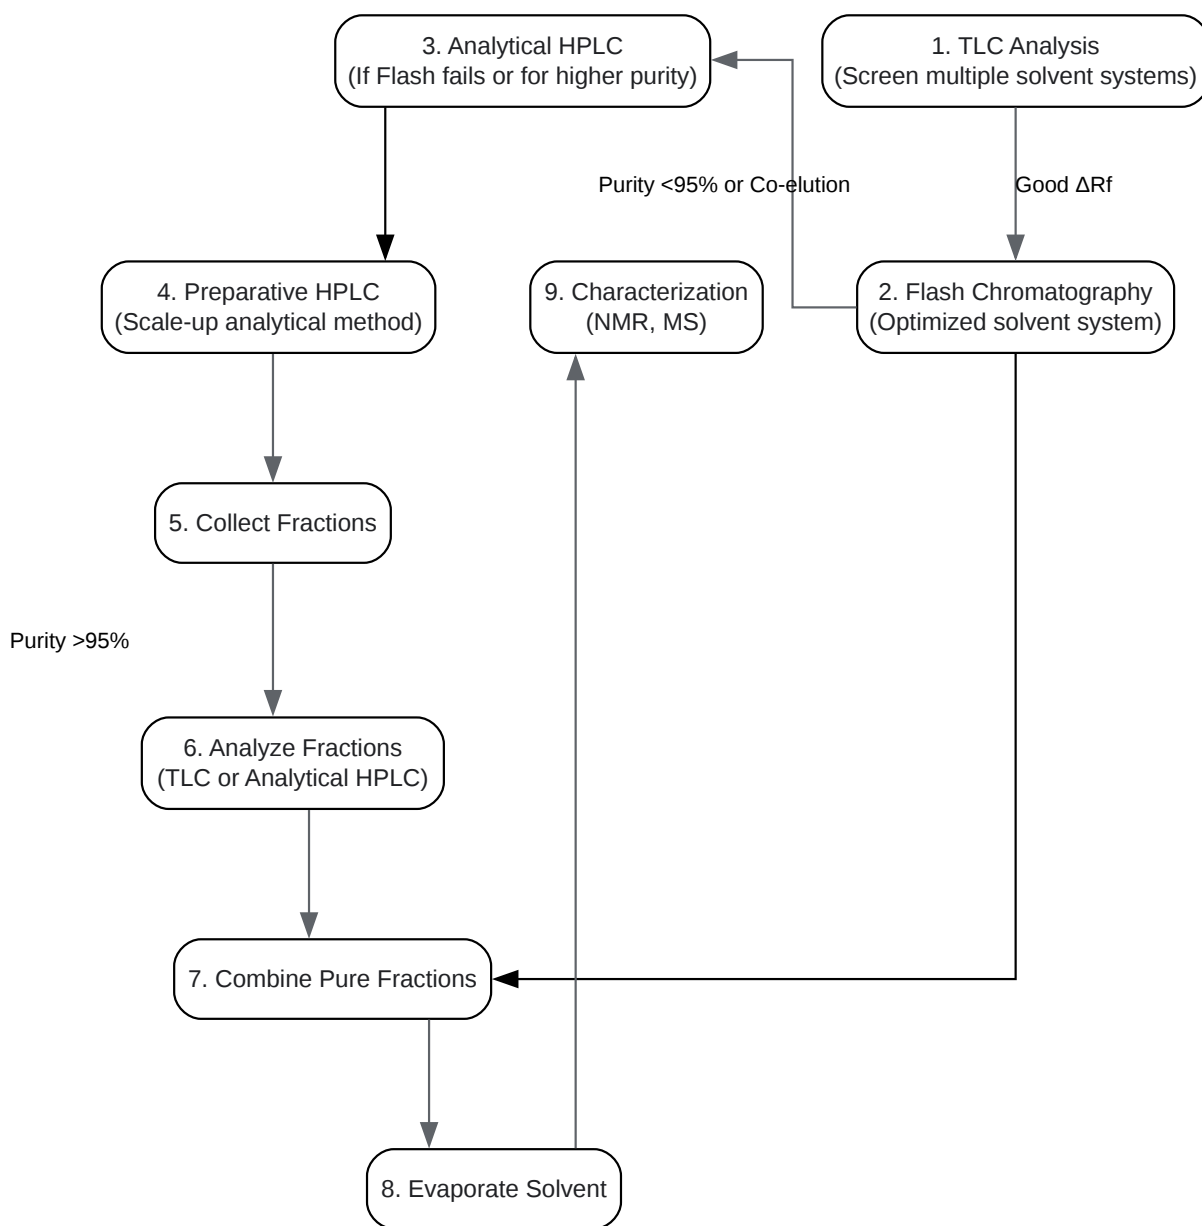 3. Analytical HPLC
(If Flash fails or for higher purity)
1. TLC Analysis
(Screen multiple solvent systems)
Purity <95% or Co-elution
Good ΔRf
4. Preparative HPLC
(Scale-up analytical method)
9. Characterization
(NMR, MS)
2. Flash Chromatography
(Optimized solvent system)
5. Collect Fractions
Purity >95%
6. Analyze Fractions
(TLC or Analytical HPLC)
7. Combine Pure Fractions
8. Evaporate Solvent